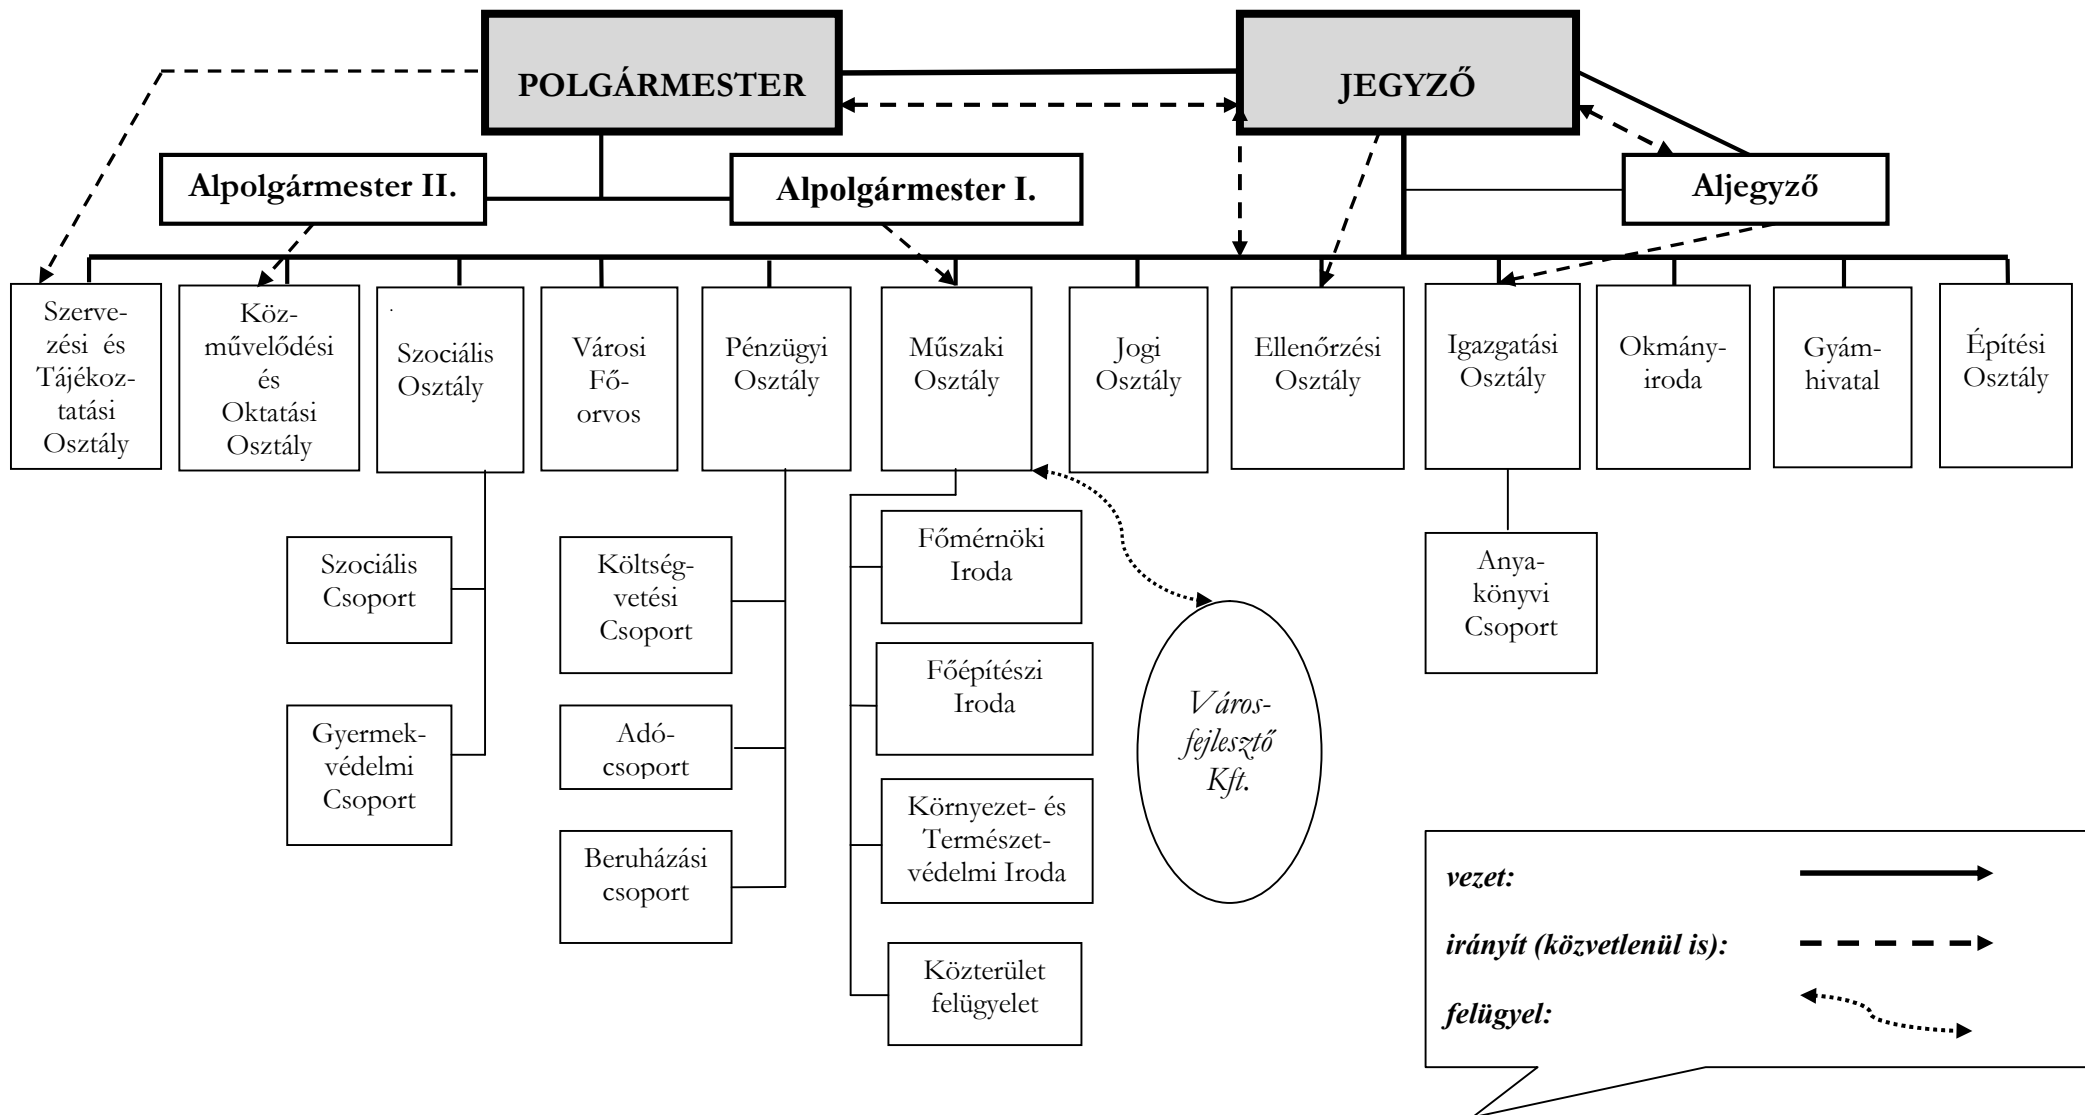 POLGÁRMESTER
JEGYZŐ
Alpolgármester II.
Alpolgármester I.
Aljegyző
Szerve-
zési és
Tájékoz-
tatási
Osztály
Köz-
művelődési
és
Oktatási
Osztály
.
Szociális
Osztály
Városi
Fő-
orvos
Pénzügyi
Osztály
Műszaki
Osztály
Jogi
Osztály
Ellenőrzési
Osztály
Igazgatási
Osztály
Okmány-
iroda
Gyám-
hivatal
Építési
Osztály
Szociális
Csoport
Gyermek-
védelmi
Csoport
Költség-
vetési
Csoport
Adó-
csoport
Beruházási
csoport
Főmérnöki
Iroda
Főépítészi
Iroda
Környezet- és
Természet-
védelmi Iroda
Közterület
felügyelet
Város-
fejlesztő
Kft.
Anya-
könyvi
Csoport
vezet:
irányít (közvetlenül is):
felügyel: